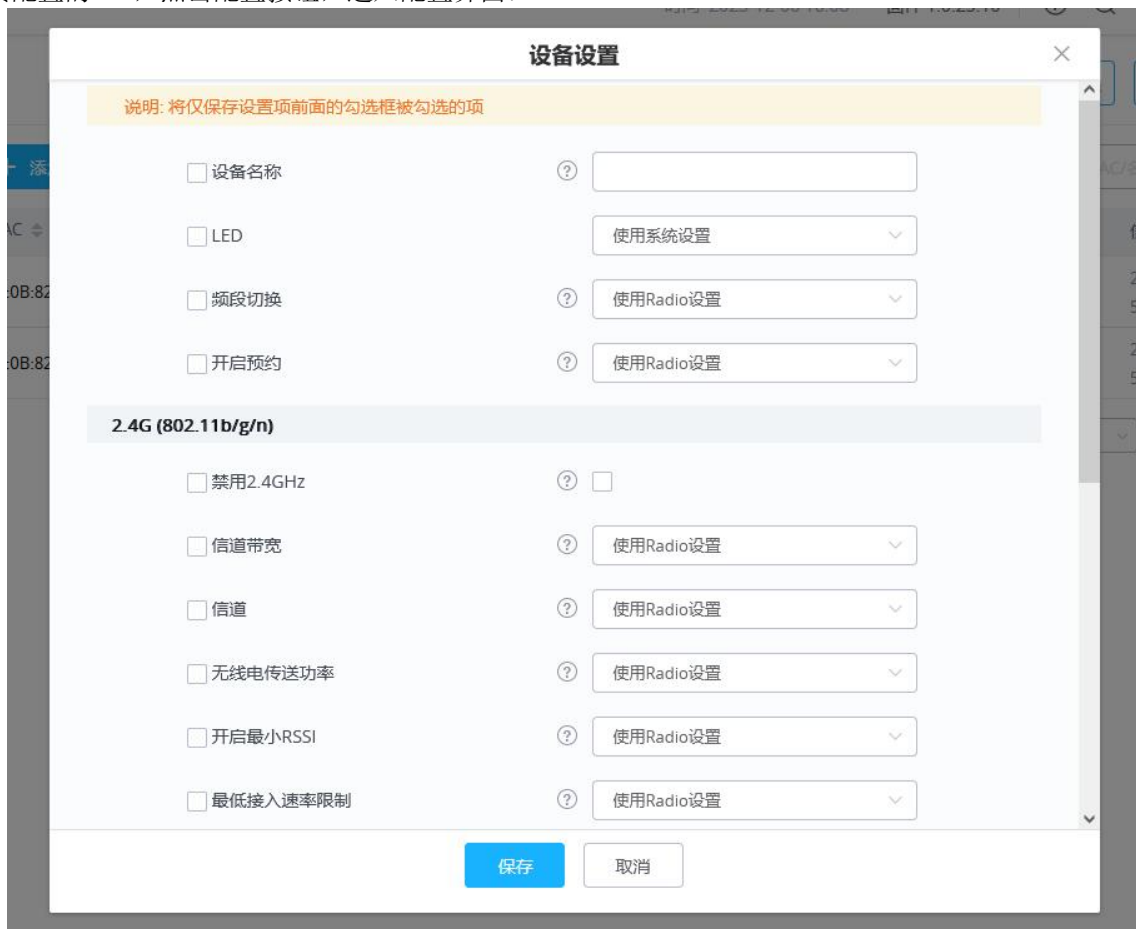 设备设置
说明: 将仅保存设置项前面的勾选框被勾选的项
添
设备名称
AC
LED
使用系统设置
:0B:82
频段切换
使用Radio设置
:0B:82
开启预约
使用Radio设置
2.4G (802.11b/g/n)
禁用2.4GHz
信道带宽
使用Radio设置
信道
使用Radio设置
无线电传送功率
使用Radio设置
开启最小RSSI
使用Radio设置
最低接入速率限制
使用Radio设置
保存
取消